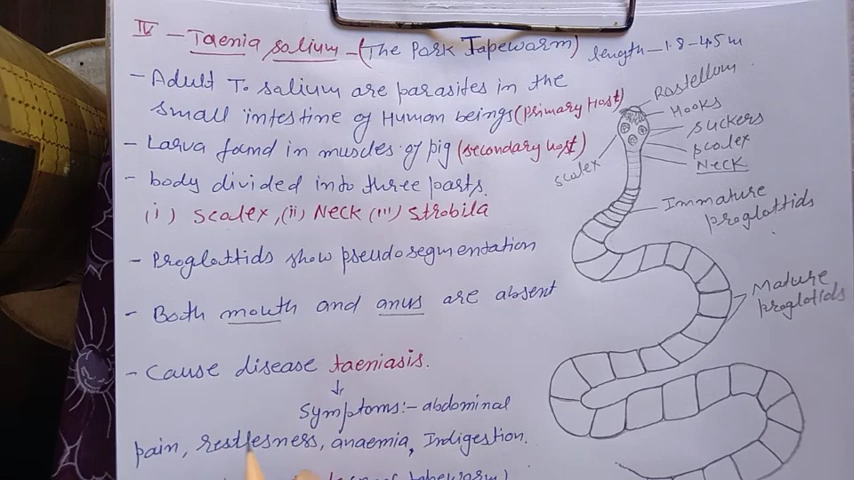 IV - Taenia solium - (The Pork Tapeworm) length - 1.8 - 4.5 m
- Adult T. solium are parasites in the
small intestine of Human beings (primary Host)
- Larva found in muscles of pig (secondary host)
- body divided into three parts.
(i) Scolex, (ii) Neck (iii) Strobila
- Proglottids show pseudosegmentation
- Both mouth and anus are absent
- Cause disease taeniasis.
↓
Symptoms:- abdominal
pain, restlesness, anaemia, Indigestion.
tapeworm)
Rostellum
Hooks
suckers
scolex
Neck
scolex
Immature
proglottids
Mature
proglotids